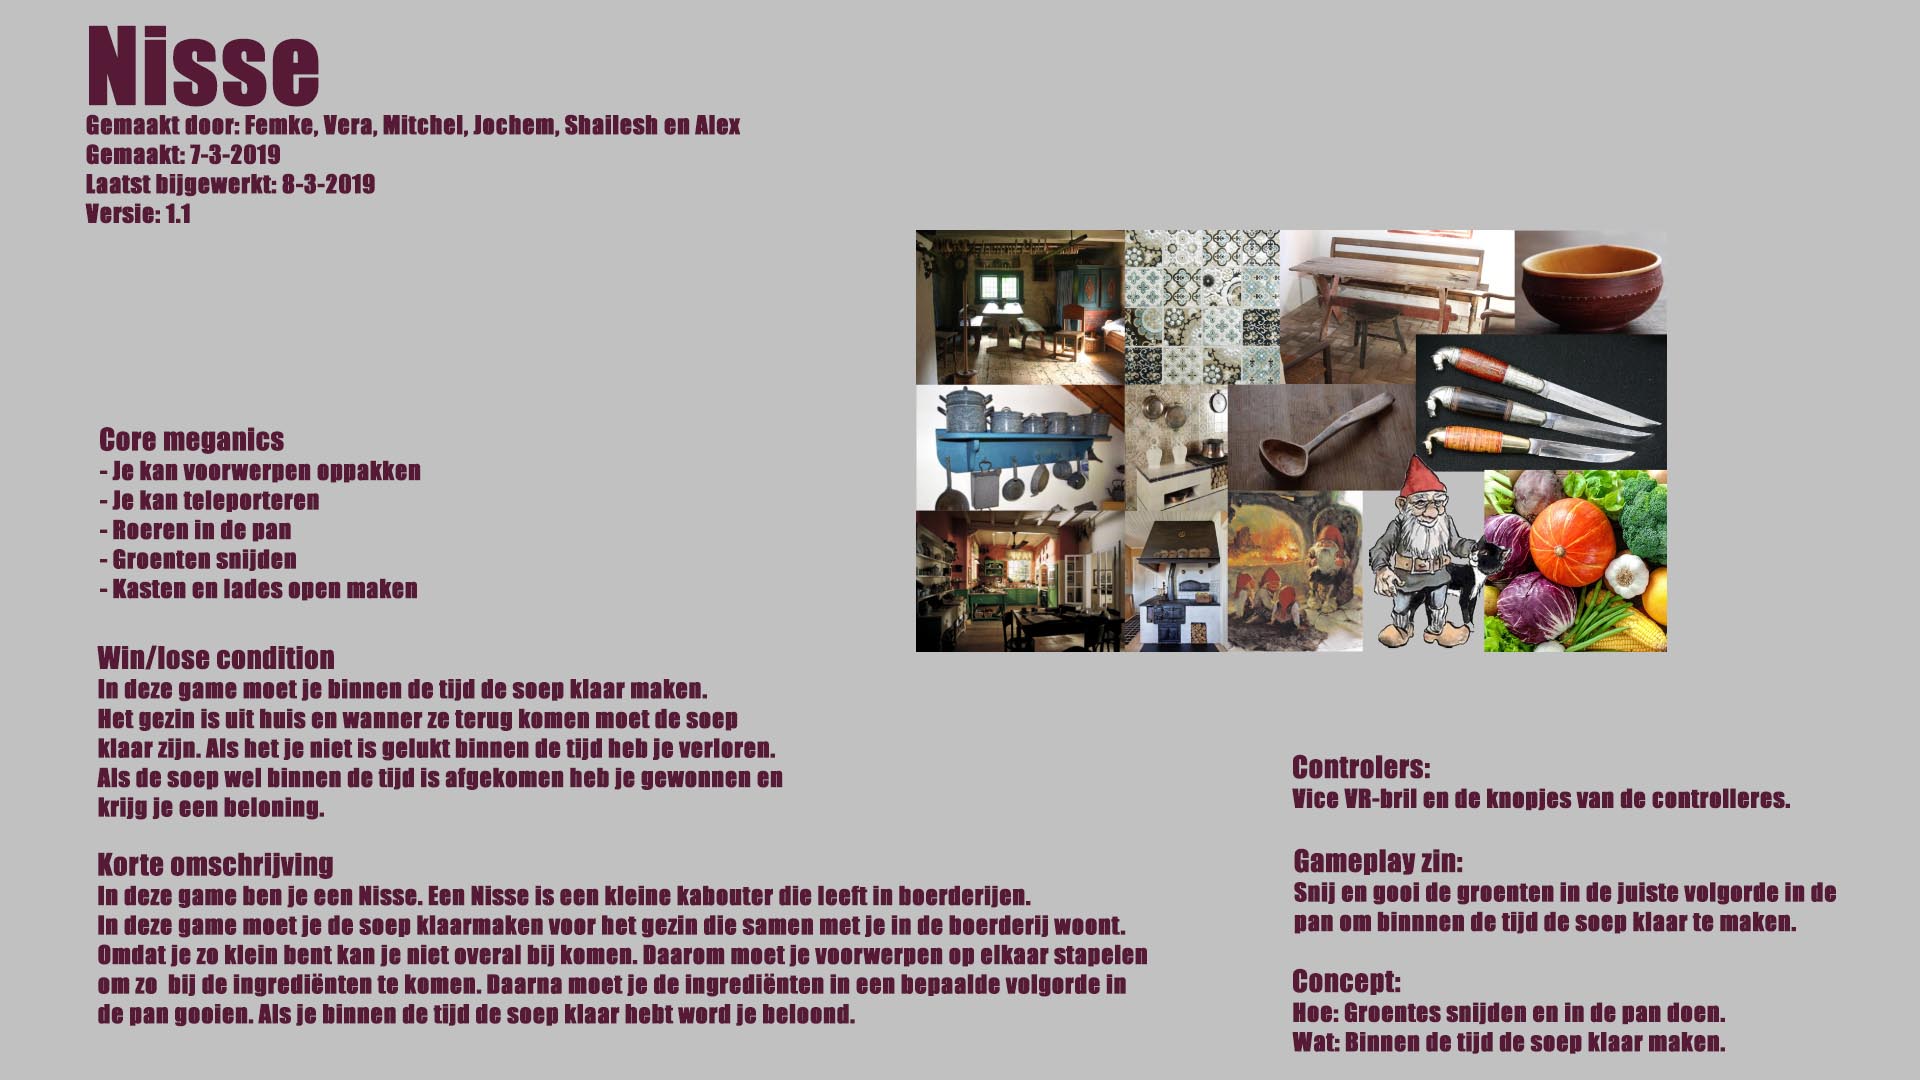 Nisse
Gemaakt door: Femke, Vera, Mitchel, Jochem, Shailesh en Alex
Gemaakt: 7-3-2019
Laatst bijgewerkt: 8-3-2019
Versie: 1.1
Core meganics
- Je kan voorwerpen oppakken
- Je kan teleporteren
- Roeren in de pan
- Groenten snijden
- Kasten en lades open maken
Win/lose condition
In deze game moet je binnen de tijd de soep klaar maken.
Het gezin is uit huis en wanner ze terug komen moet de soep
klaar zijn. Als het je niet is gelukt binnen de tijd heb je verloren.
Als de soep wel binnen de tijd is afgekomen heb je gewonnen en
krijg je een beloning.
Korte omschrijving
In deze game ben je een Nisse. Een Nisse is een kleine kabouter die leeft in boerderijen.
In deze game moet je de soep klaarmaken voor het gezin die samen met je in de boerderij woont.
Omdat je zo klein bent kan je niet overal bij komen. Daarom moet je voorwerpen op elkaar stapelen
om zo  bij de ingrediënten te komen. Daarna moet je de ingrediënten in een bepaalde volgorde in
de pan gooien. Als je binnen de tijd de soep klaar hebt word je beloond.
Controlers:
Vice VR-bril en de knopjes van de controlleres.
Gameplay zin:
Snij en gooi de groenten in de juiste volgorde in de
pan om binnnen de tijd de soep klaar te maken.
Concept:
Hoe: Groentes snijden en in de pan doen.
Wat: Binnen de tijd de soep klaar maken.